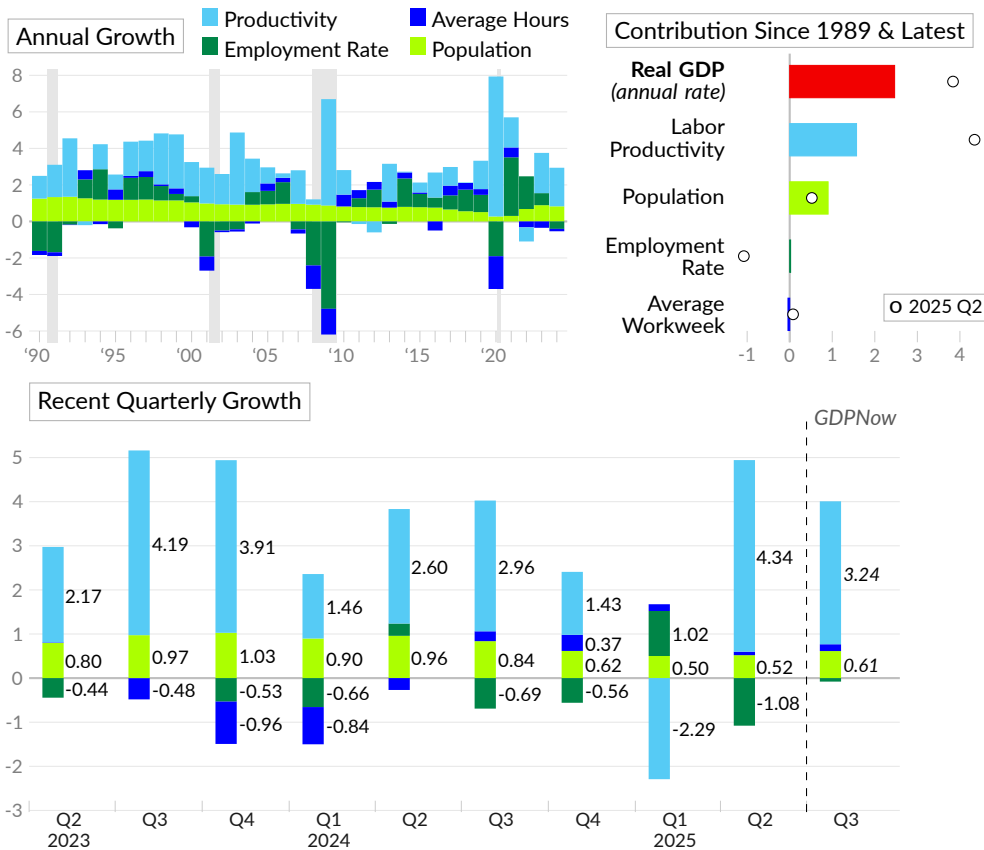 Annual Growth
Productivity
Average Hours
Employment Rate
Population
8
6
4
2
0
-2
-4
-6
'90
'95
'00
'05
'10
'15
'20
Contribution Since 1989 & Latest
Real GDP
(annual rate)
Labor
Productivity
Population
Employment
Rate
Average
Workweek
2025 Q2
-1
0
1
2
3
4
Recent Quarterly Growth
GDPNow
5
4
3
2
1
0
-1
-2
-3
2.17
0.80
-0.44
4.19
0.97
-0.48
3.91
1.03
-0.53
-0.96
1.46
0.90
-0.66
-0.84
2.60
0.96
2.96
0.84
-0.69
1.43
0.37
0.62
-0.56
1.02
0.50
-2.29
4.34
0.52
-1.08
3.24
0.61
Q2
2023
Q3
Q4
Q1
2024
Q2
Q3
Q4
Q1
2025
Q2
Q3